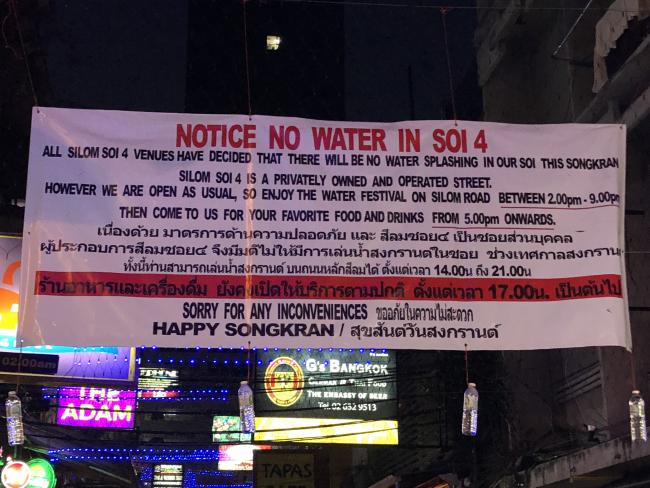 NOTICE NO WATER IN SOI 4
ALL SILOM SOI 4 VENUES HAVE DECIDED THAT THERE WILL BE NO WATER SPLASHING IN OUR SOI THIS SONGKRAN
SILOM SOI 4 IS A PRIVATELY OWNED AND OPERATED STREET.
HOWEVER WE ARE OPEN AS USUAL, SO ENJOY THE WATER FESTIVAL ON SILOM ROAD BETWEEN 2.00pm - 9.00pm
THEN COME TO US FOR YOUR FAVORITE FOOD AND DRINKS FROM 5.00pm ONWARDS.
เนื่องด้วย มาตรการด้านความปลอดภัย และ สีลมซอย๔ เป็นซอยส่วนบุคคล
ผู้ประกอบการสีลมซอย๔ จึงมีมติไม่ให้มีการเล่นน้ำสงกรานต์ในซอย ช่วงเทศกาลสงกราน
ทั้งนี้ท่านสามารถเล่นน้ำสงกรานต์ บนถนนหลักสีลมได้ ตั้งแต่เวลา 14.00น ถึง 21.00น
ร้านอาหารและเครื่องดื่ม ยังคงเปิดให้บริการตามปกติ ตั้งแต่เวลา 17.00น. เป็นต้นไป
SORRY FOR ANY INCONVENIENCES ขออภัยในความไม่สะดวก
HAPPY SONGKRAN / สุขสันต์วันสงกรานต์
02:00am
THE
ADAM
G's BANGKOK
GERMAN & THAI FOOD
THE EMBASSY OF BEER
Tel. 02 632 9513
TAPAS